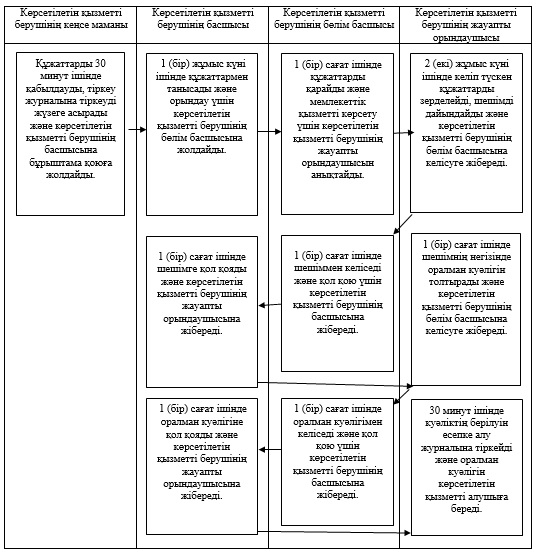 Көрсетілетін қызметті
берушінің кеңсе маманы
Көрсетілетін қызметті
берушінің басшысы
Көрсетілетін қызметті
берушінің бөлім басшысы
Көрсетілетін қызметті
берушінің жауапты
орындаушысы
Құжаттарды 30
минут ішінде
қабылдауды, тіркеу
журналына тіркеуді
жүзеге асырады
және көрсетілетін
қызметті берушінің
басшысына
бұрыштама қоюға
жолдайды.
1 (бір) жұмыс күні
ішінде құжаттармен
танысады және
орындау үшін
көрсетілетін
қызметті берушінің
бөлім басшысына
жолдайды.
1 (бір) сағат ішінде
құжаттарды
қарайды және
мемлекеттік
қызметті көрсету
үшін көрсетілетін
қызметті берушінің
жауапты
орындаушысын
анықтайды.
2 (екі) жұмыс күні
ішінде келіп түскен
құжаттарды
зерделейді, шешімді
дайындайды және
көрсетілетін
қызметті берушінің
бөлім басшысына
келісуге жібереді.
1 (бір) сағат ішінде
шешімге қол қояды
және көрсетілетін
қызметті берушінің
жауапты
орындаушысына
жібереді.
1 (бір) сағат ішінде
шешіммен келіседі
және қол қою үшін
көрсетілетін
қызметті берушінің
басшысына
жібереді.
1 (бір) сағат ішінде
шешімнің негізінде
оралман куәлігін
толтырады және
көрсетілетін
қызметті берушінің
бөлім басшысына
келісуге жібереді.
1 (бір) сағат ішінде
оралман куәлігіне
қол қояды және
көрсетілетін
қызметті берушінің
жауапты
орындаушысына
жібереді.
1 (бір) сағат ішінде
оралман куәлігімен
келіседі және қол
қою үшін
көрсетілетін
қызметті берушінің
басшысына
жібереді.
30 минут ішінде
куәліктің берілуін
есепке алу
журналына тіркейді
және оралман
куәлігін
көрсетілетін
қызметті алушыға
береді.